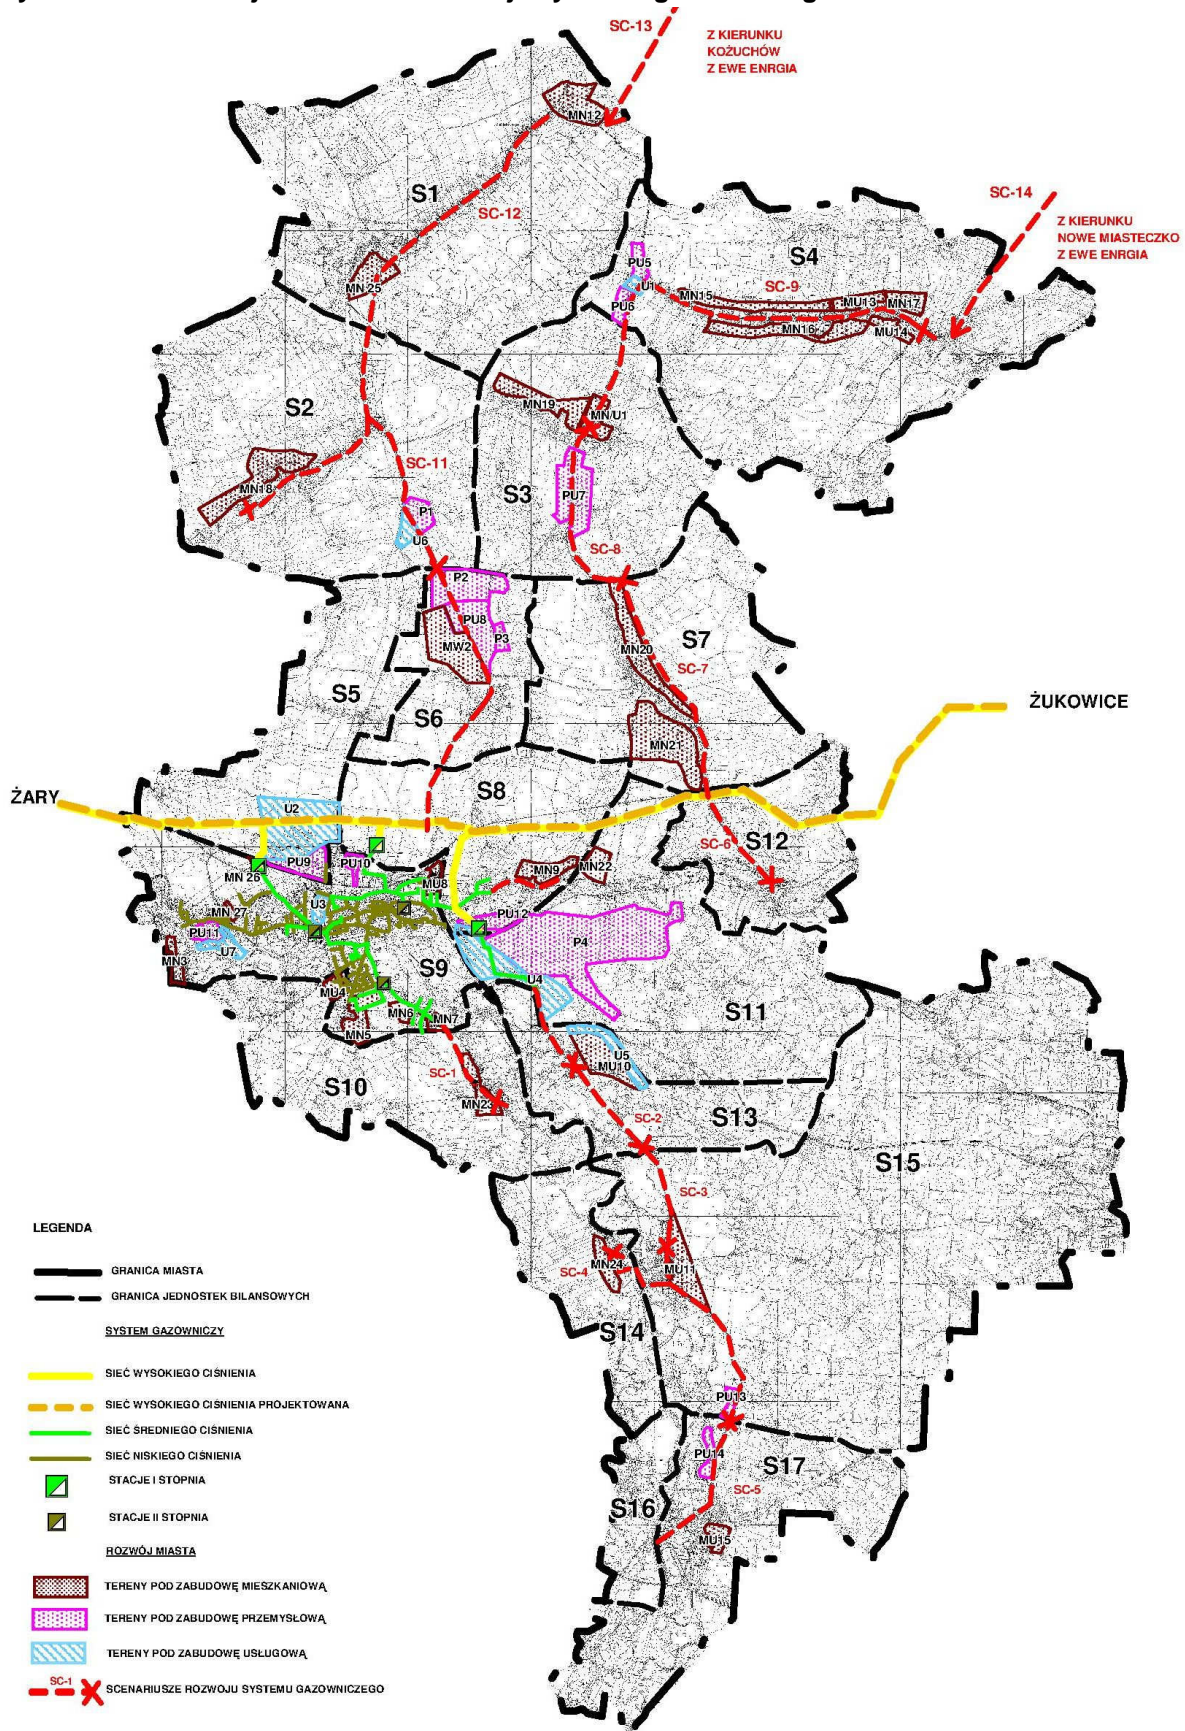 SC-13
Z KIERUNKU
KOŻUCHÓW
Z EWE ENRGIA
MN12
S1
SC-12
SC-14
Z KIERUNKU
NOWE MIASTECZKO
Z EWE ENRGIA
S4
PU5
U1
SC-9
MN25
MN15
MU13
MN17
PU6
MN16
MU14
S2
MN19
MN/U1
SC-11
MN18
S3
PU7
P1
U6
SC-8
P2
PU8
P3
MW2
S7
MN20
SC-7
S5
S6
ŻUKOWICE
MN21
S8
ŻARY
U2
SC-6
S12
PU9
PU10
MN 26
MU8
MN9
MN22
MN 27
U3
PU12
PU11
U7
P4
MN3
S9
U4
MU4
MN6
MN7
S11
MN5
U5
MU10
SC-1
S10
MN23
SC-2
S13
S15
SC-3
LEGENDA
MN24
SC-4
MU11
GRANICA MIASTA
GRANICA JEDNOSTEK BILANSOWYCH
S14
SYSTEM GAZOWNICZY
SIEĆ WYSOKIEGO CIŚNIENIA
PU13
SIEĆ WYSOKIEGO CIŚNIENIA PROJEKTOWANA
SIEĆ ŚREDNIEGO CIŚNIENIA
SIEĆ NISKIEGO CIŚNIENIA
PU14
S17
STACJE I STOPNIA
SC-5
S16
STACJE II STOPNIA
MU15
ROZWÓJ MIASTA
TERENY POD ZABUDOWĘ MIESZKANIOWĄ
TERENY POD ZABUDOWĘ PRZEMYSŁOWĄ
TERENY POD ZABUDOWĘ USŁUGOWĄ
SC-1
SCENARIUSZE ROZWOJU SYSTEMU GAZOWNICZEGO